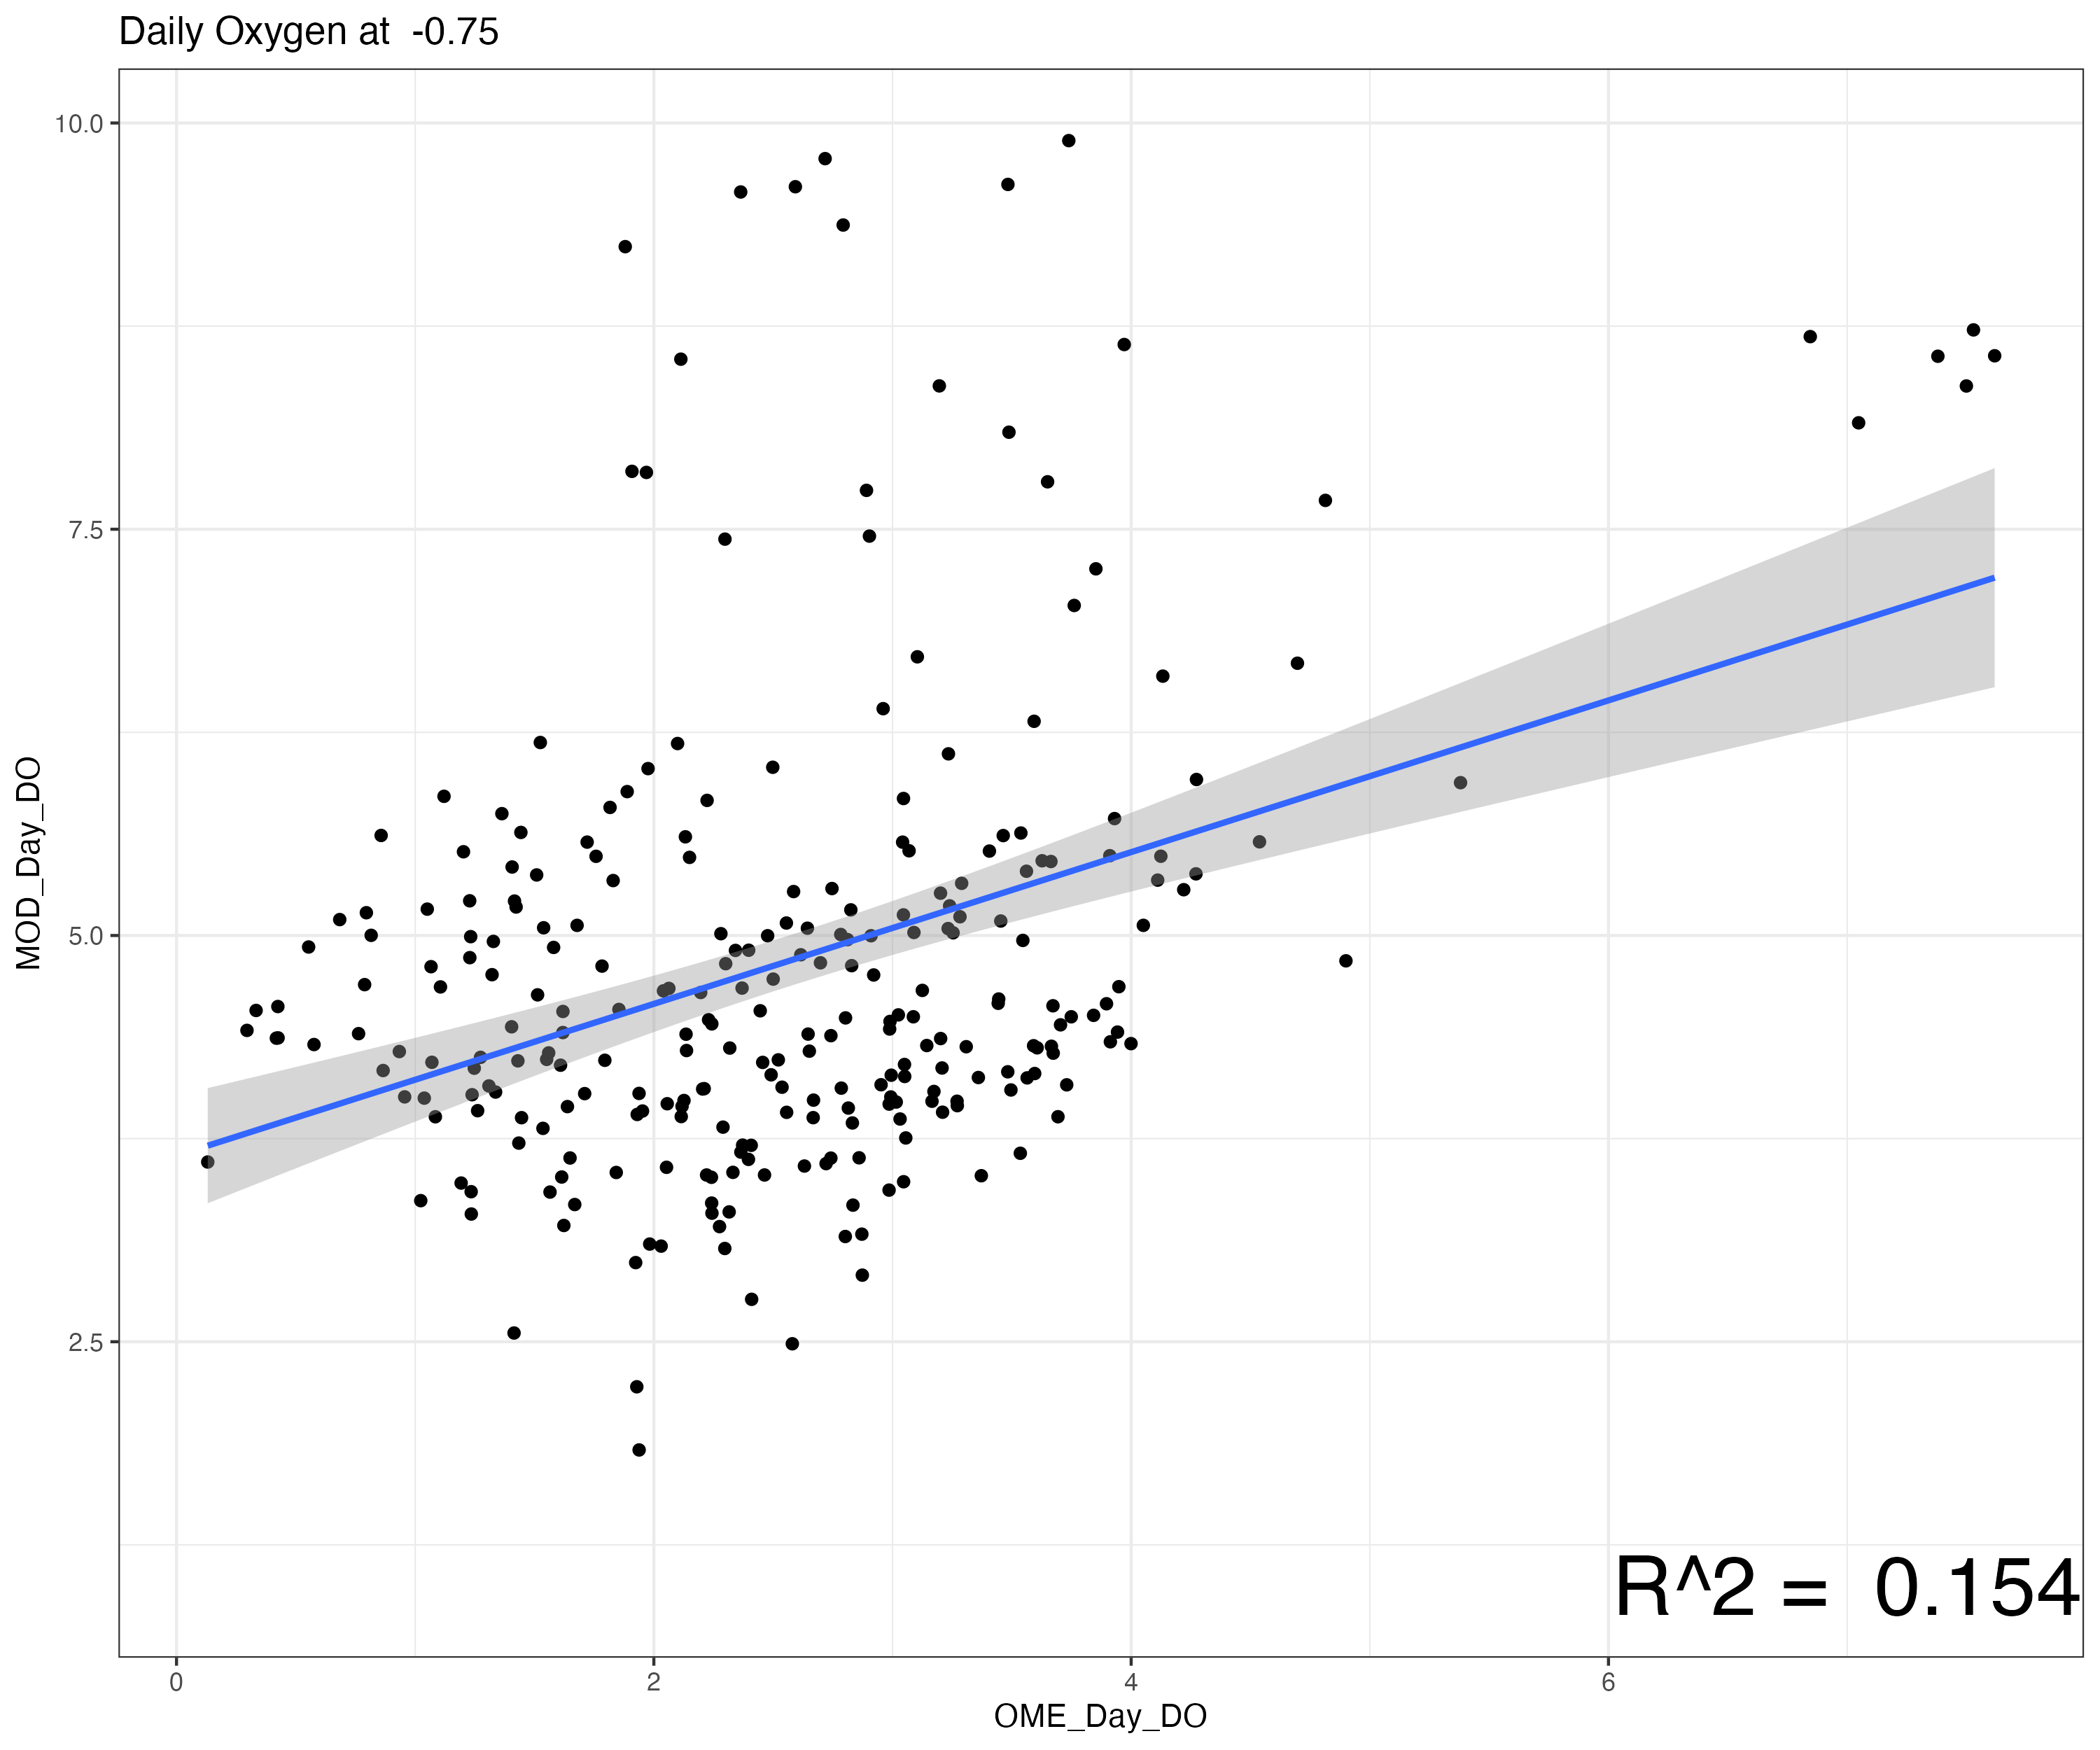 Daily Oxygen at  -0.75
10.0
7.5
5.0
2.5
MOD_Day_DO
R^2 =  0.154
0 2 4 6
OME_Day_DO